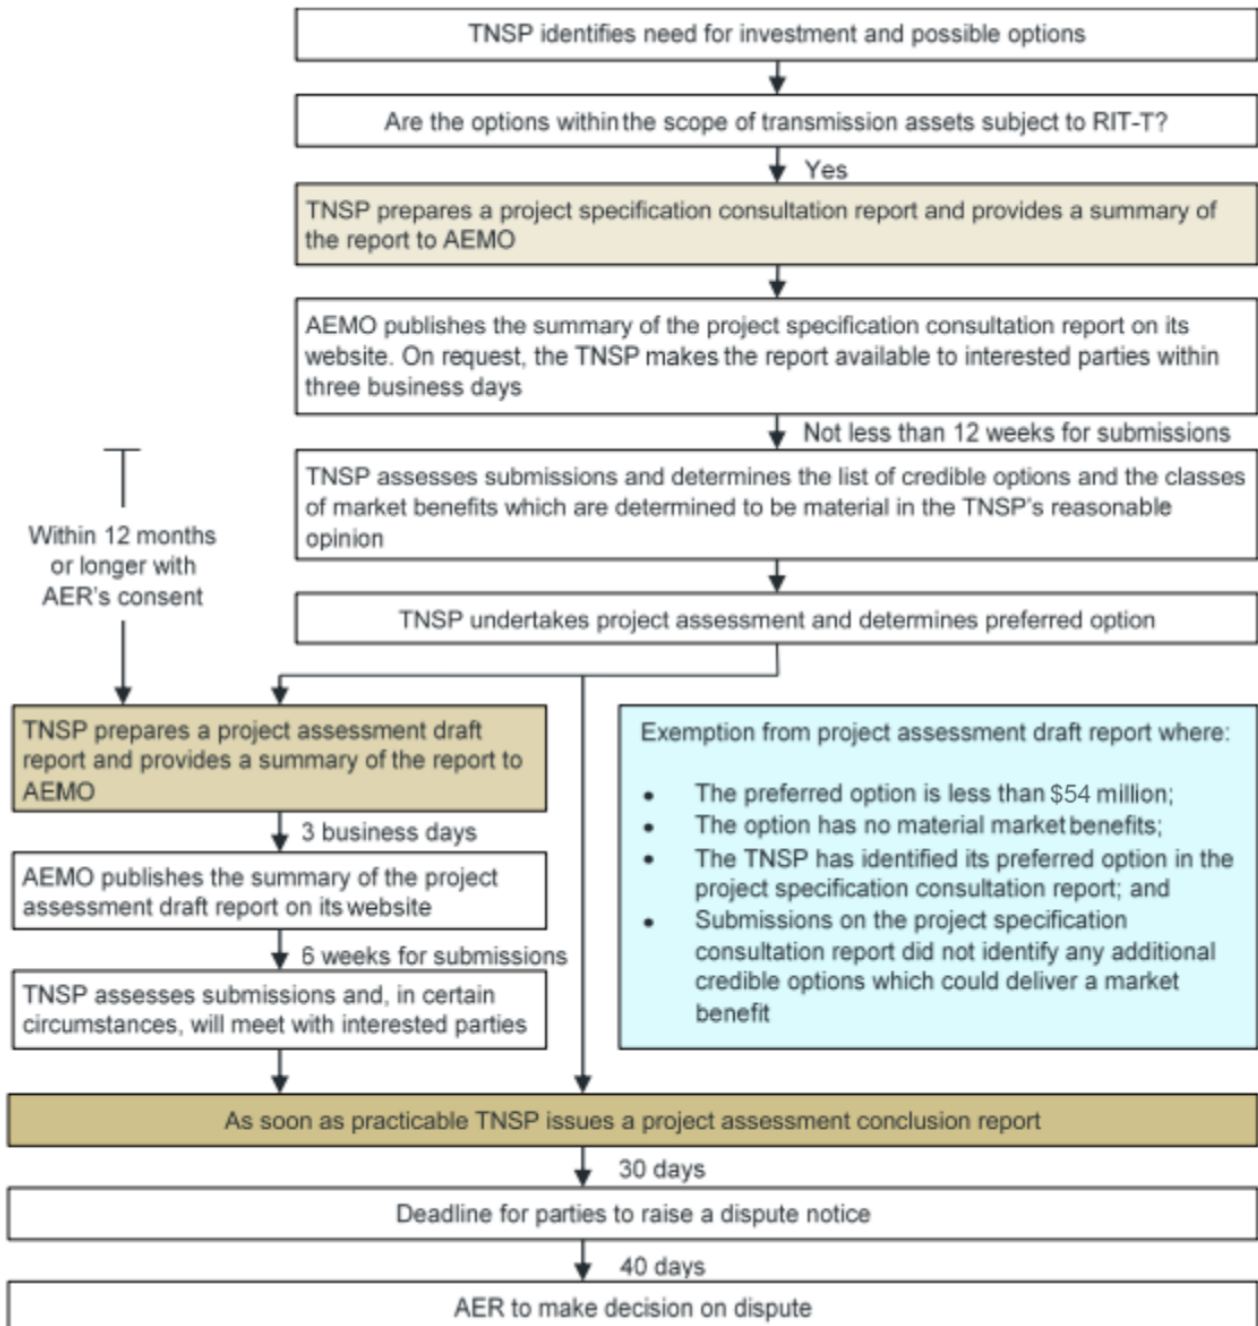 TNSP identifies need for investment and possible options
Are the options within the scope of transmission assets subject to RIT-T?
Yes
TNSP prepares a project specification consultation report and provides a summary of
the report to AEMO
AEMO publishes the summary of the project specification consultation report on its
website. On request, the TNSP makes the report available to interested parties within
three business days
Not less than 12 weeks for submissions
TNSP assesses submissions and determines the list of credible options and the classes
of market benefits which are determined to be material in the TNSP's reasonable
opinion
Within 12 months
or longer with
AER's consent
TNSP undertakes project assessment and determines preferred option
TNSP prepares a project assessment draft
report and provides a summary of the report to
AEMO
3 business days
AEMO publishes the summary of the project
assessment draft report on its website
6 weeks for submissions
TNSP assesses submissions and, in certain
circumstances, will meet with interested parties
Exemption from project assessment draft report where:
• The preferred option is less than $54 million;
• The option has no material market benefits;
• The TNSP has identified its preferred option in the
project specification consultation report; and
• Submissions on the project specification
consultation report did not identify any additional
credible options which could deliver a market
benefit
As soon as practicable TNSP issues a project assessment conclusion report
30 days
Deadline for parties to raise a dispute notice
40 days
AER to make decision on dispute